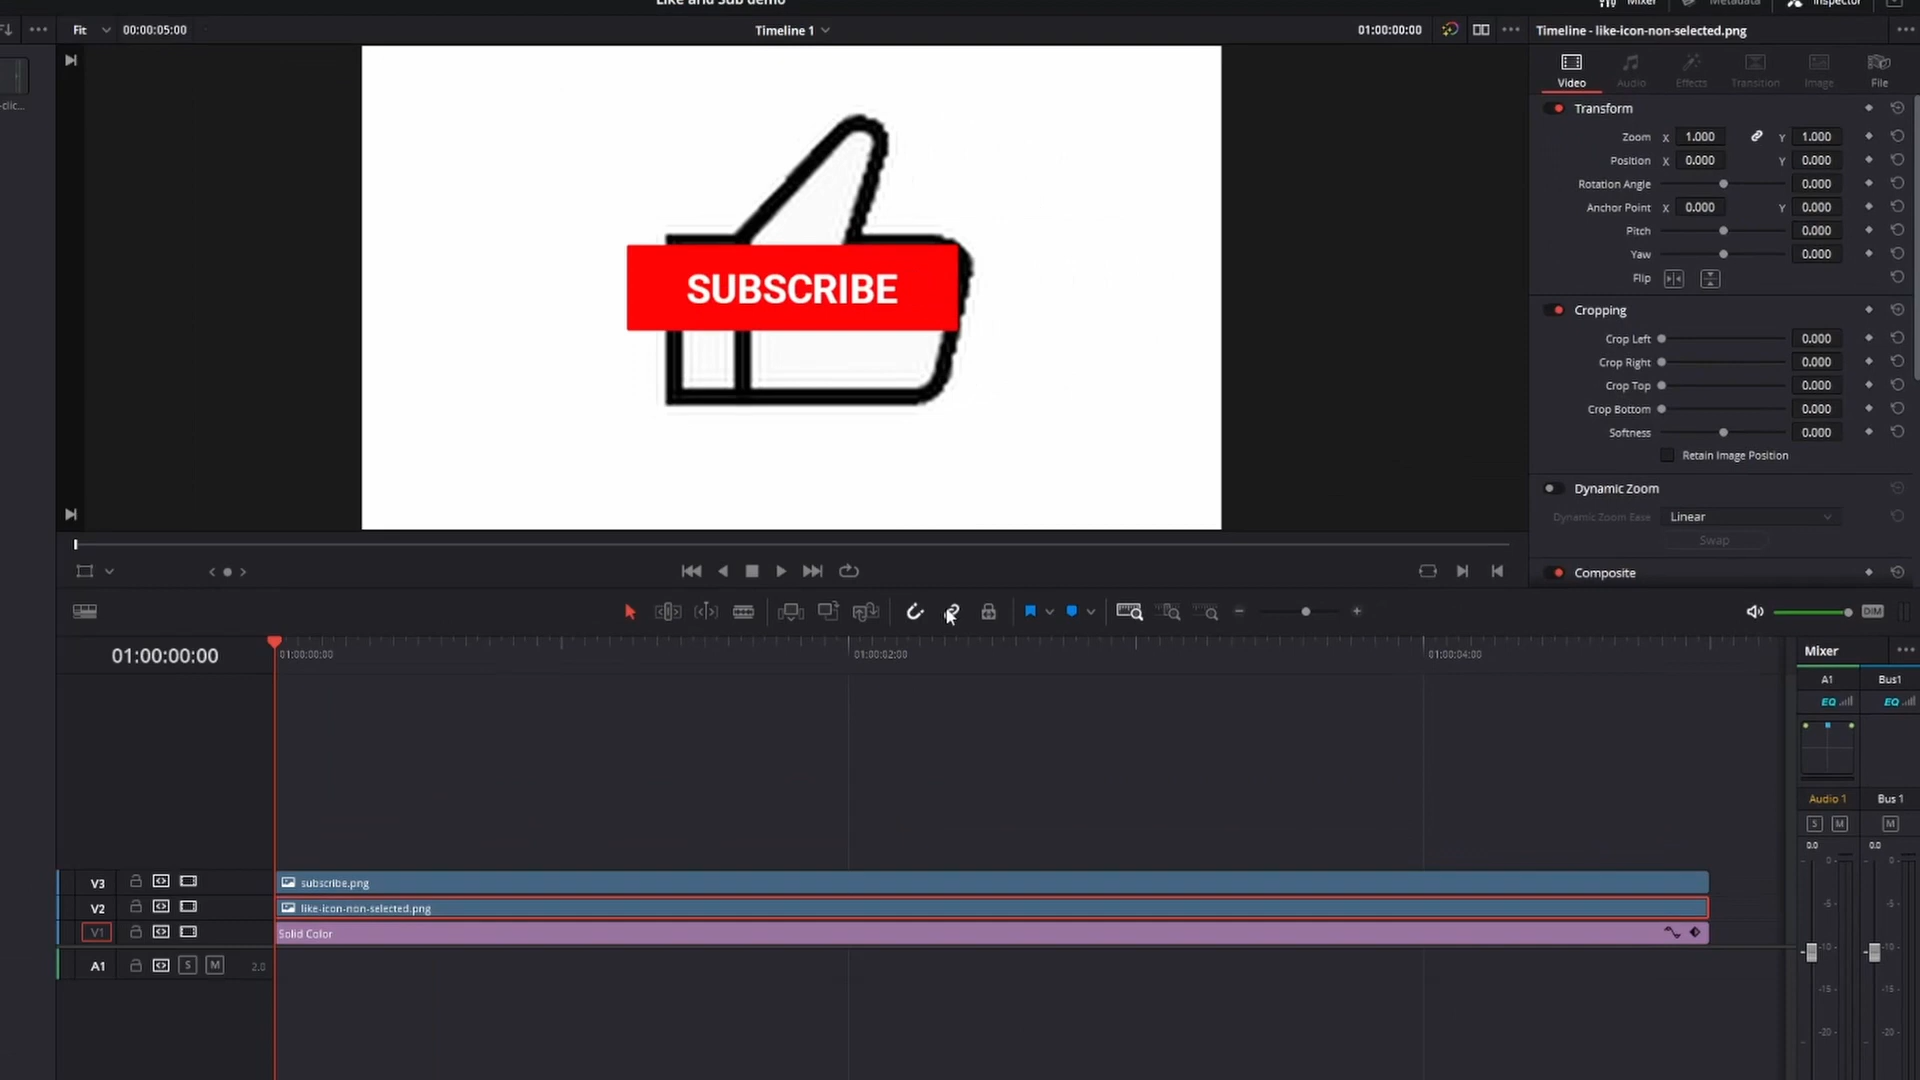 Like and Sub demo
Mixer
Metadata
Inspector
Fit
00:00:05:00
Timeline 1
01:00:00:00
Timeline - like-icon-non-selected.png
-clic...
Video
Audio
Effects
Transition
Image
File
Transform
Zoom X 1.000 Y 1.000
Position X 0.000 Y 0.000
Rotation Angle 0.000
Anchor Point X 0.000 Y 0.000
Pitch 0.000
Yaw 0.000
Flip
SUBSCRIBE
Cropping
Crop Left 0.000
Crop Right 0.000
Crop Top 0.000
Crop Bottom 0.000
Softness 0.000
Retain Image Position
Dynamic Zoom
Dynamic Zoom Ease Linear
Swap
Composite
DIM
01:00:00:00
01:00:00:00
01:00:02:00
01:00:04:00
Mixer
A1
Bus1
EQ
EQ
Audio 1
Bus 1
S M
M
0.0
0.0
0-
0-
V3 subscribe.png
V2 like-icon-non-selected.png
V1 Solid Color
A1 S M 2.0
-5-
-5-
-10-
-10-
-15-
-15-
-20-
-20-